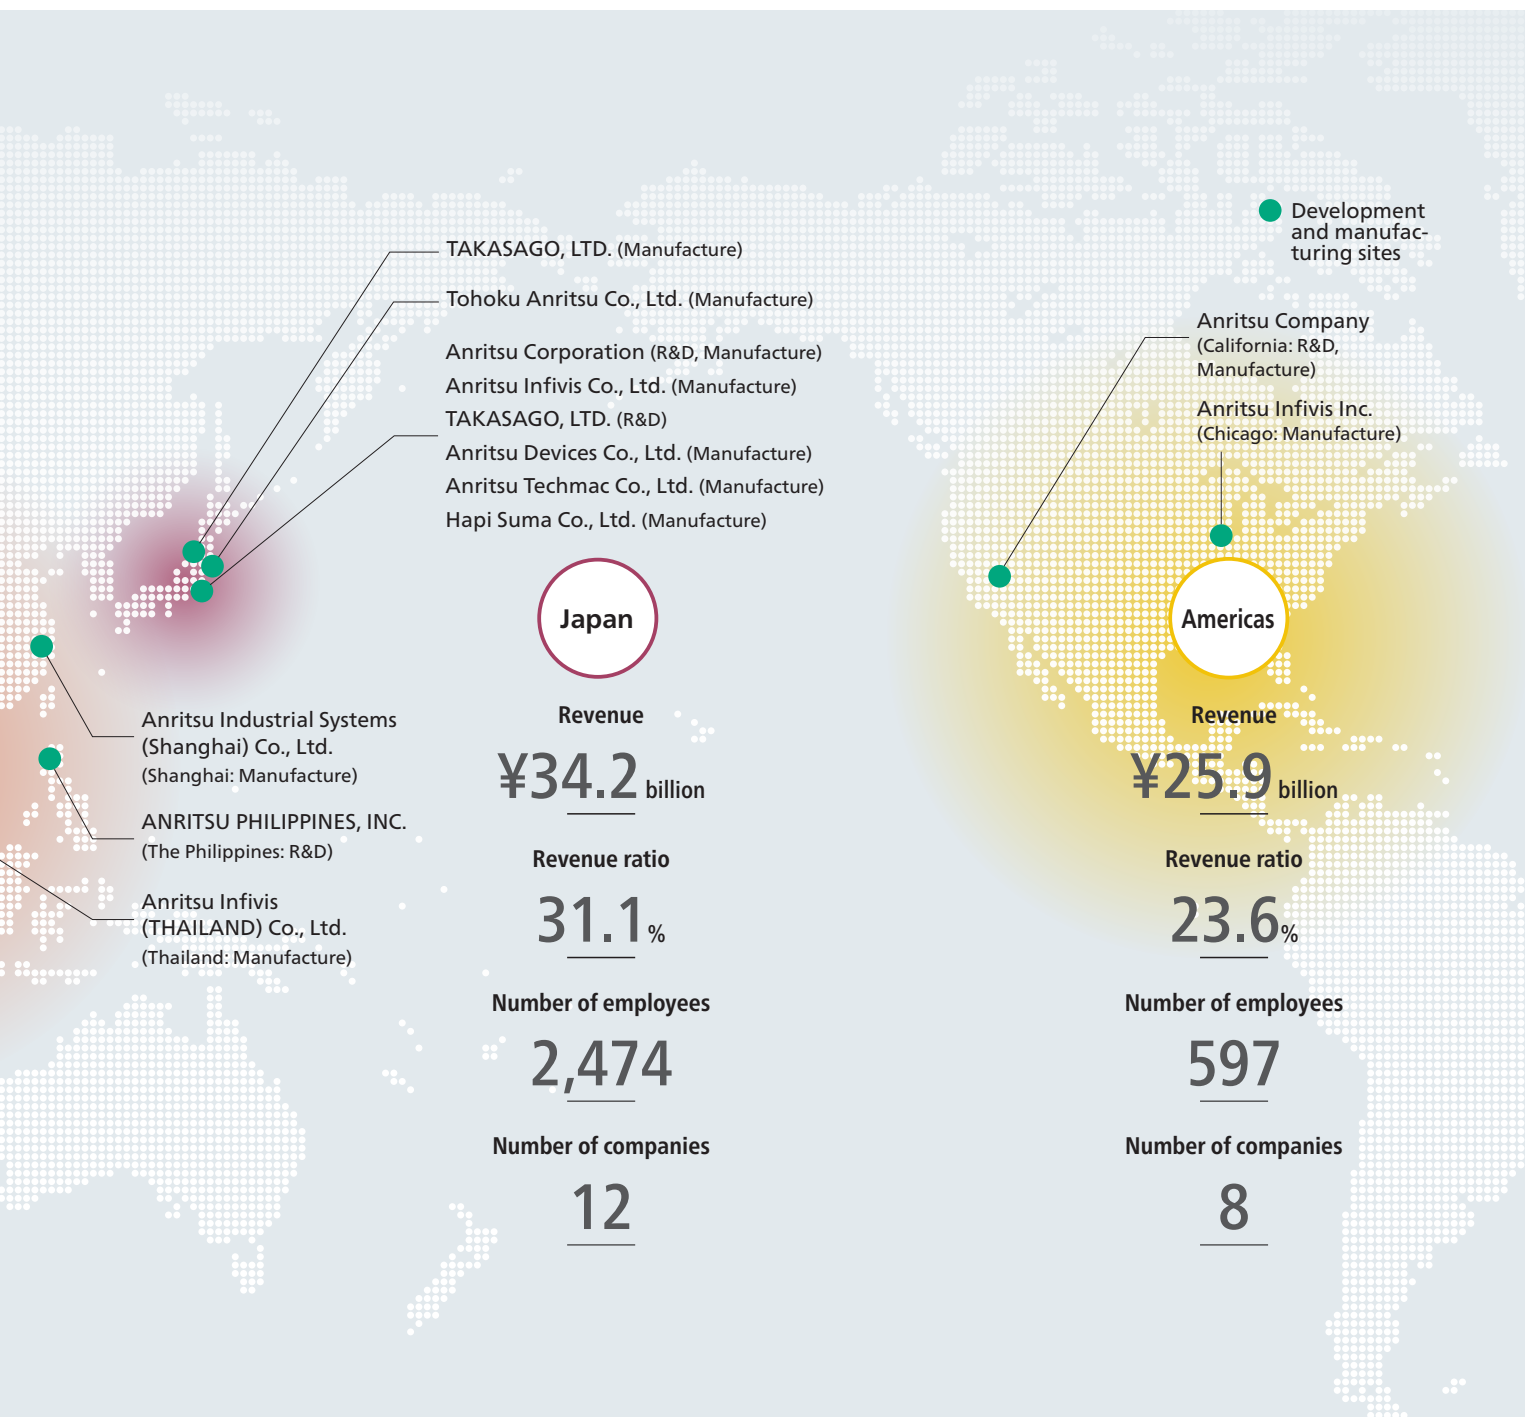 Development
and manufac-
turing sites
TAKASAGO, LTD. (Manufacture)
Tohoku Anritsu Co., Ltd. (Manufacture)
Anritsu Corporation (R&D, Manufacture)
Anritsu Infivis Co., Ltd. (Manufacture)
TAKASAGO, LTD. (R&D)
Anritsu Devices Co., Ltd. (Manufacture)
Anritsu Techmac Co., Ltd. (Manufacture)
Hapi Suma Co., Ltd. (Manufacture)
Anritsu Company
(California: R&D,
Manufacture)
Anritsu Infivis Inc.
(Chicago: Manufacture)
Anritsu Industrial Systems
(Shanghai) Co., Ltd.
(Shanghai: Manufacture)
ANRITSU PHILIPPINES, INC.
(The Philippines: R&D)
Anritsu Infivis
(THAILAND) Co., Ltd.
(Thailand: Manufacture)
Japan
Revenue
¥34.2 billion
Revenue ratio
31.1%
Number of employees
2,474
Number of companies
12
Americas
Revenue
¥25.9 billion
Revenue ratio
23.6%
Number of employees
597
Number of companies
8